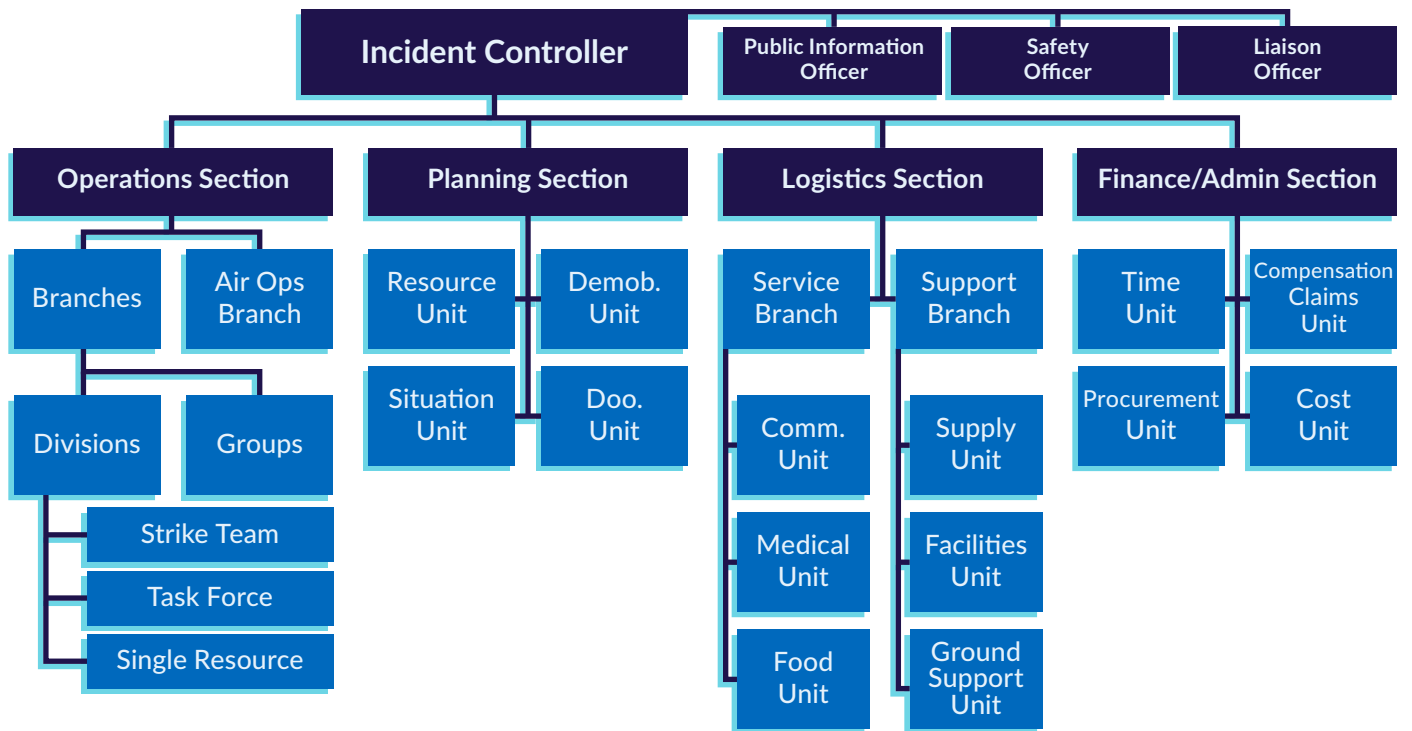 Incident Controller
Public Information
Officer
Safety
Officer
Liaison
Officer
Operations Section
Planning Section
Logistics Section
Finance/Admin Section
Branches
Air Ops
Branch
Resource
Unit
Demob.
Unit
Service
Branch
Support
Branch
Time
Unit
Compensation
Claims
Unit
Divisions
Groups
Situation
Unit
Doo.
Unit
Comm.
Unit
Supply
Unit
Procurement
Unit
Cost
Unit
Strike Team
Task Force
Single Resource
Medical
Unit
Facilities
Unit
Food
Unit
Ground
Support
Unit